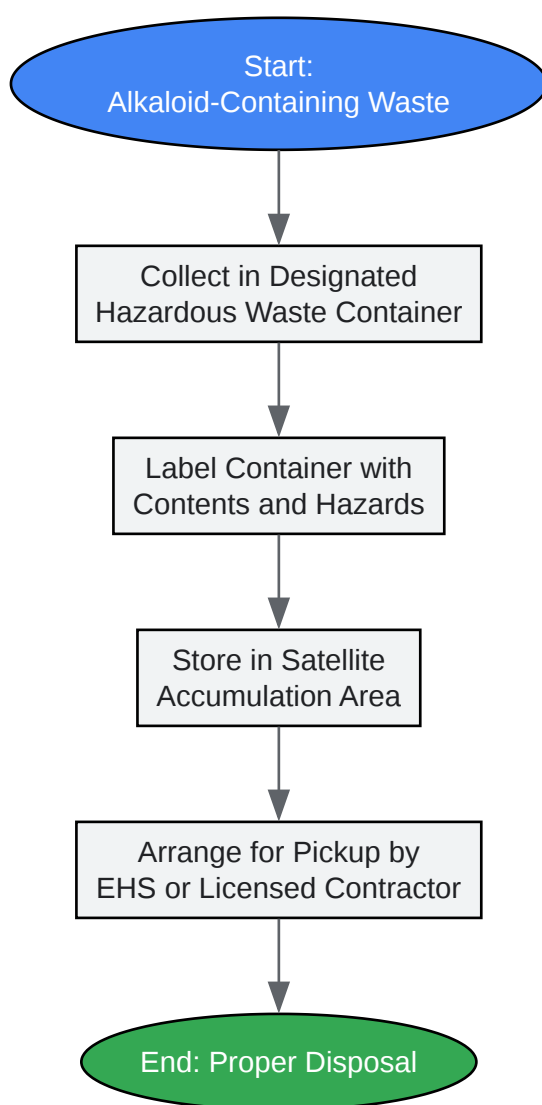 Start:
Alkaloid-Containing Waste
Collect in Designated
Hazardous Waste Container
Label Container with
Contents and Hazards
Store in Satellite
Accumulation Area
Arrange for Pickup by
EHS or Licensed Contractor
End: Proper Disposal